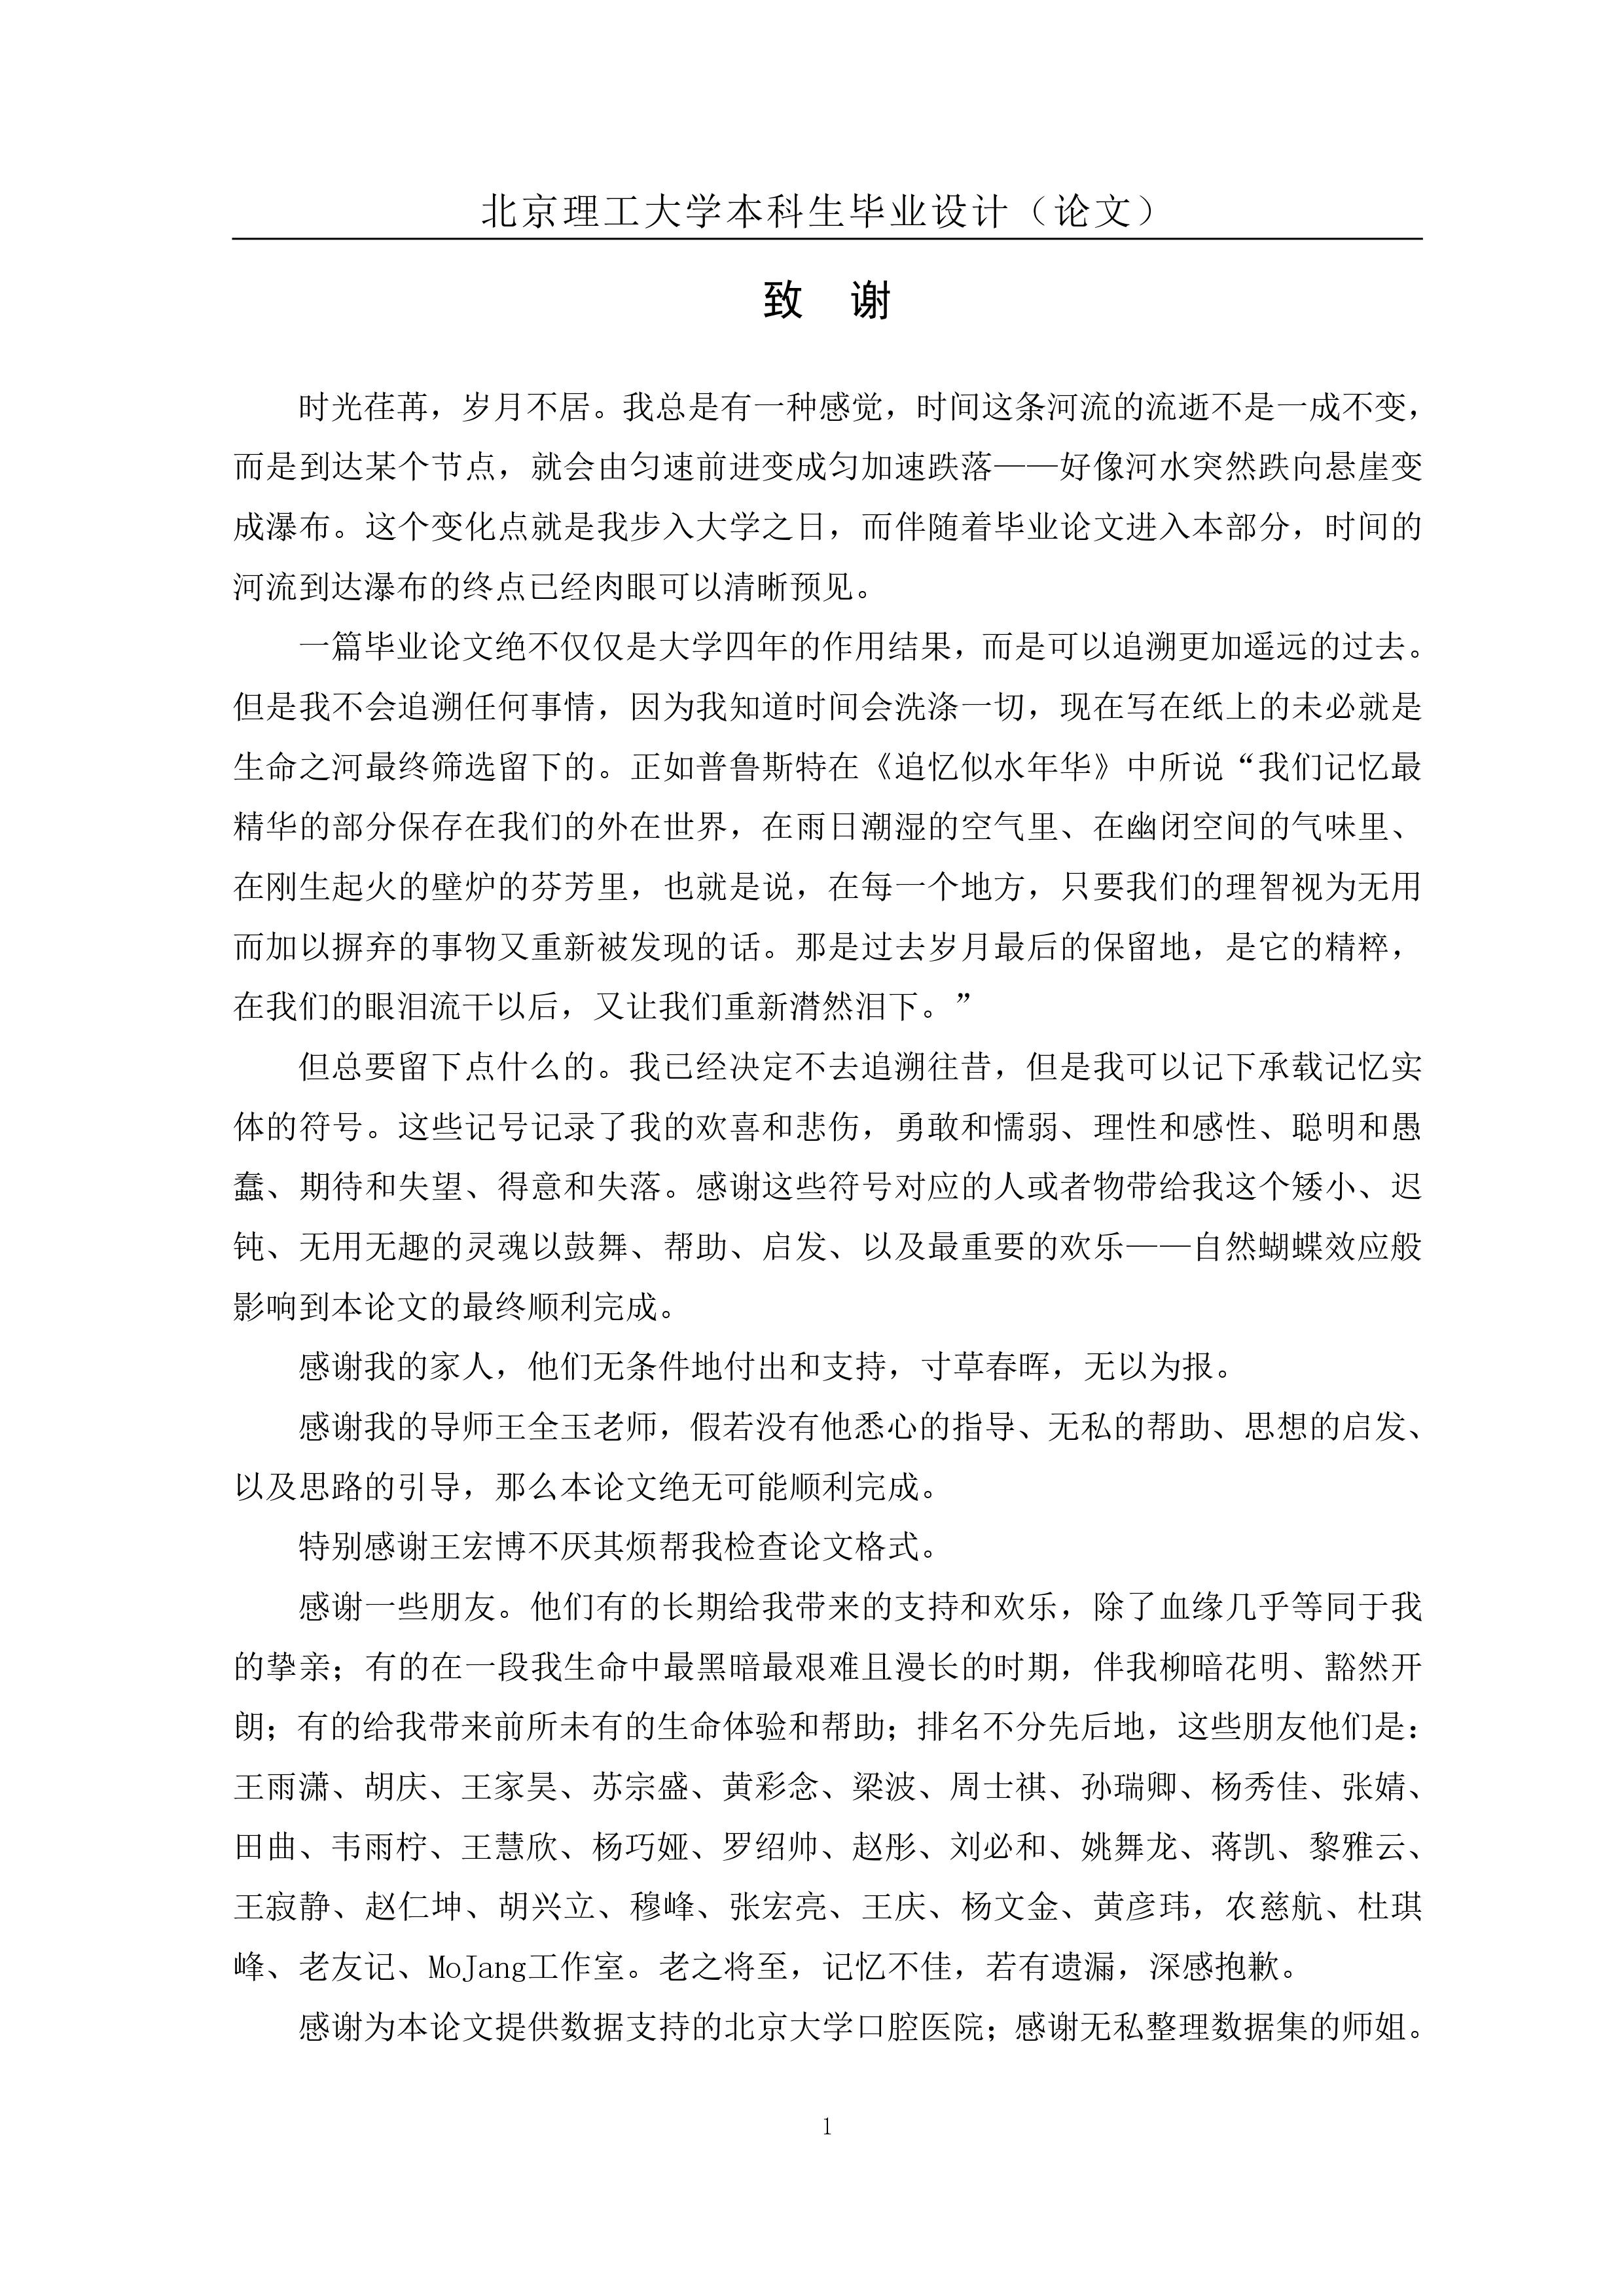 北京理工大学本科生毕业设计（论文）
致 谢
时光荏苒，岁月不居。我总是有一种感觉，时间这条河流的流逝不是一成不变，
而是到达某个节点，就会由匀速前进变成匀加速跌落——好像河水突然跌向悬崖变
成瀑布。这个变化点就是我步入大学之日，而伴随着毕业论文进入本部分，时间的
河流到达瀑布的终点已经肉眼可以清晰预见。
一篇毕业论文绝不仅仅是大学四年的作用结果，而是可以追溯更加遥远的过去。
但是我不会追溯任何事情，因为我知道时间会洗涤一切，现在写在纸上的未必就是
生命之河最终筛选留下的。正如普鲁斯特在《追忆似水年华》中所说“我们记忆最
精华的部分保存在我们的外在世界，在雨日潮湿的空气里、在幽闭空间的气味里、
在刚生起火的壁炉的芬芳里，也就是说，在每一个地方，只要我们的理智视为无用
而加以摒弃的事物又重新被发现的话。那是过去岁月最后的保留地，是它的精粹，
在我们的眼泪流干以后，又让我们重新潸然泪下。”
但总要留下点什么的。我已经决定不去追溯往昔，但是我可以记下承载记忆实
体的符号。这些记号记录了我的欢喜和悲伤，勇敢和懦弱、理性和感性、聪明和愚
蠢、期待和失望、得意和失落。感谢这些符号对应的人或者物带给我这个矮小、迟
钝、无用无趣的灵魂以鼓舞、帮助、启发、以及最重要的欢乐——自然蝴蝶效应般
影响到本论文的最终顺利完成。
感谢我的家人，他们无条件地付出和支持，寸草春晖，无以为报。
感谢我的导师王全玉老师，假若没有他悉心的指导、无私的帮助、思想的启发、
以及思路的引导，那么本论文绝无可能顺利完成。
特别感谢王宏博不厌其烦帮我检查论文格式。
感谢一些朋友。他们有的长期给我带来的支持和欢乐，除了血缘几乎等同于我
的挚亲；有的在一段我生命中最黑暗最艰难且漫长的时期，伴我柳暗花明、豁然开
朗；有的给我带来前所未有的生命体验和帮助；排名不分先后地，这些朋友他们是：
王雨潇、胡庆、王家昊、苏宗盛、黄彩念、梁波、周士祺、孙瑞卿、杨秀佳、张婧、
田曲、韦雨柠、王慧欣、杨巧娅、罗绍帅、赵彤、刘必和、姚舞龙、蒋凯、黎雅云、
王寂静、赵仁坤、胡兴立、穆峰、张宏亮、王庆、杨文金、黄彦玮，农慈航、杜琪
峰、老友记、MoJang工作室。老之将至，记忆不佳，若有遗漏，深感抱歉。
感谢为本论文提供数据支持的北京大学口腔医院；感谢无私整理数据集的师姐。
1